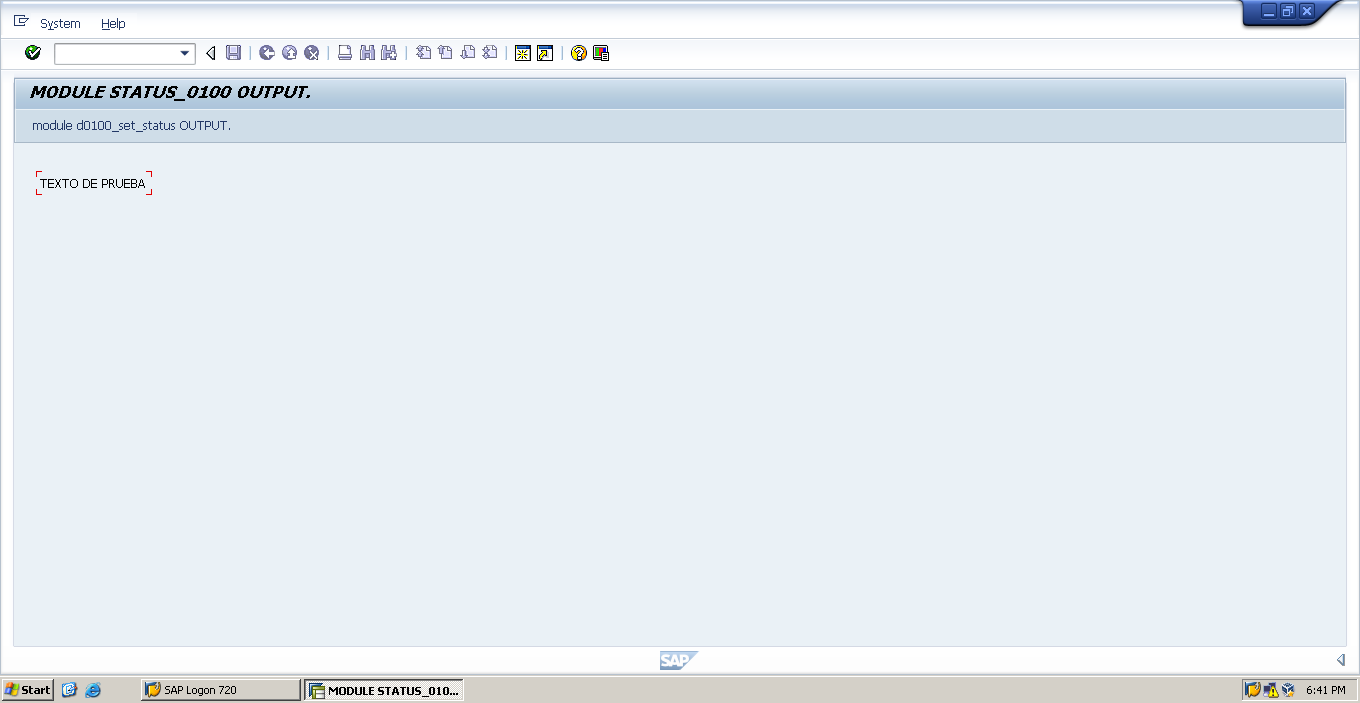 System Help
MODULE STATUS_0100 OUTPUT.
module d0100_set_status OUTPUT.
TEXTO DE PRUEBA
SAP
Start SAP Logon 720 MODULE STATUS_010... 6:41 PM